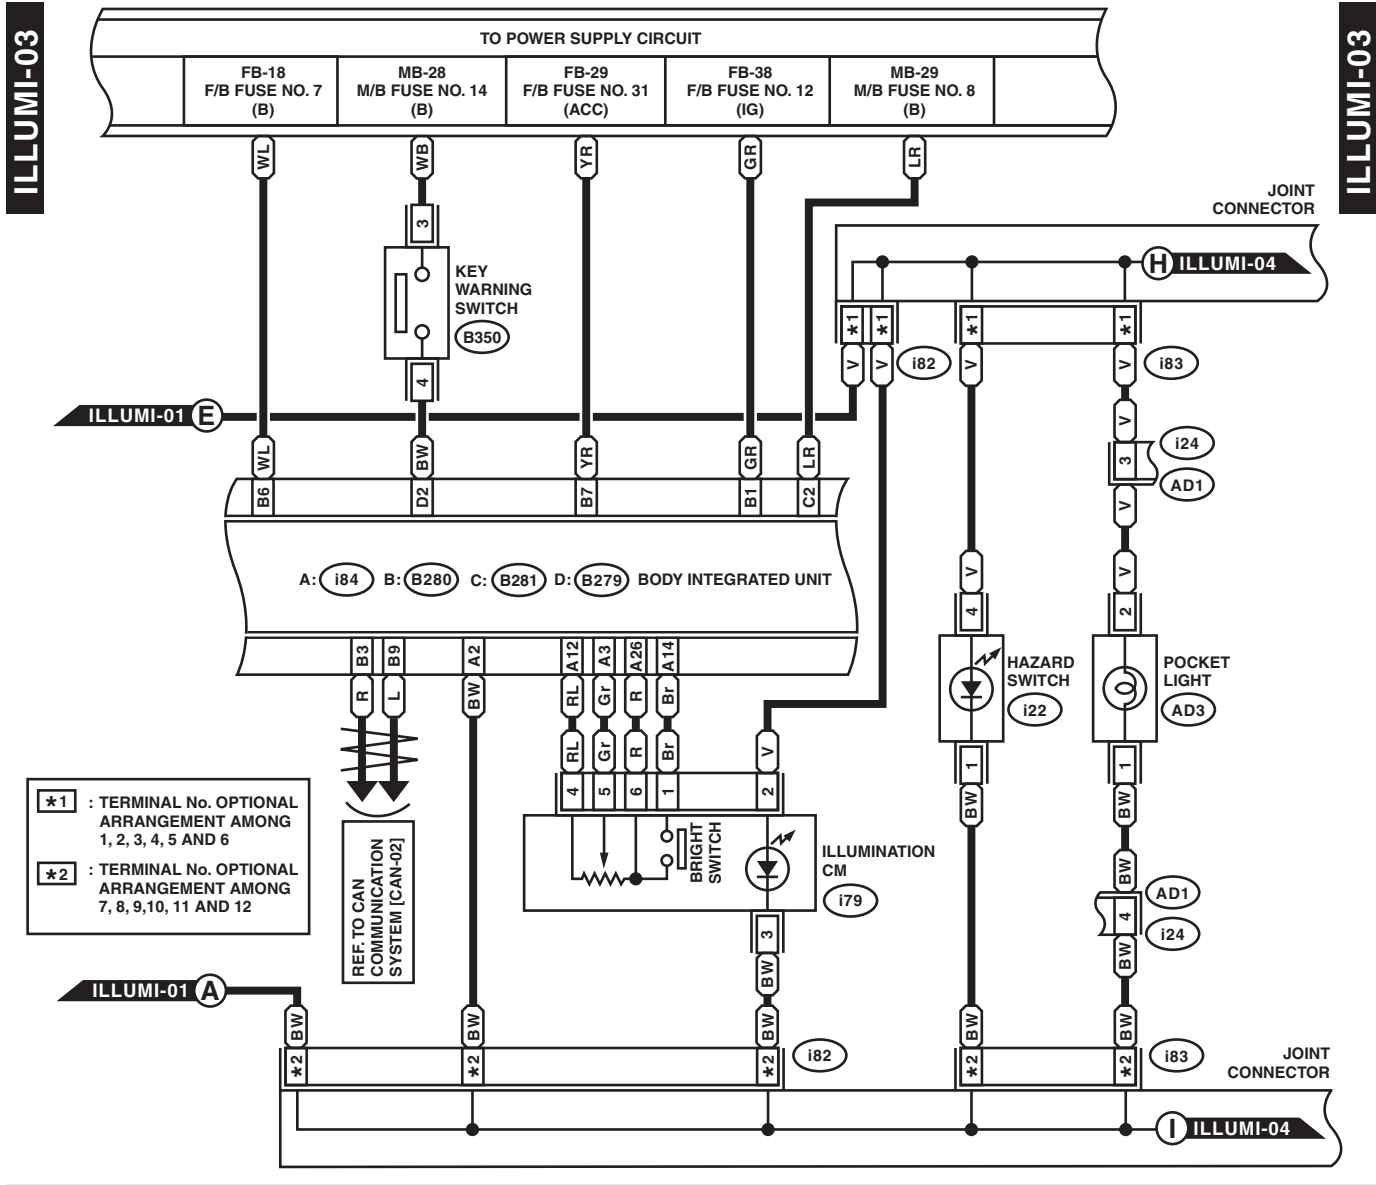 ILLUMI-03
ILLUMI-03
TO POWER SUPPLY CIRCUIT
FB-18
F/B FUSE NO. 7
(B)
MB-28
M/B FUSE NO. 14
(B)
FB-29
F/B FUSE NO. 31
(ACC)
FB-38
F/B FUSE NO. 12
(IG)
MB-29
M/B FUSE NO. 8
(B)
WL
WB
YR
GR
LR
JOINT
CONNECTOR
3
KEY
WARNING
SWITCH
B350
4
H ILLUMI-04
*1
*1
*1
*1
V
V
i82
V
V
i83
ILLUMI-01 E
V
i24
3
AD1
V
WL
BW
YR
GR
LR
B6
D2
B7
B1
C2
A: i84 B: B280 C: B281 D: B279 BODY INTEGRATED UNIT
V
V
4
2
B3
B9
A2
A12
A3
A26
A14
R
L
BW
RL
Gr
R
Br
HAZARD
SWITCH
i22
POCKET
LIGHT
AD3
RL
Gr
R
Br
V
4
5
6
1
2
1
1
BW
BW
*1 : TERMINAL No. OPTIONAL
ARRANGEMENT AMONG
1, 2, 3, 4, 5 AND 6
*2 : TERMINAL No. OPTIONAL
ARRANGEMENT AMONG
7, 8, 9,10, 11 AND 12
REF. TO CAN
COMMUNICATION
SYSTEM [CAN-02]
BRIGHT
SWITCH
ILLUMINATION
CM
i79
3
BW
BW
AD1
4
i24
BW
ILLUMI-01 A
BW
BW
BW
BW
BW
*2
*2
*2
i82
*2
*2
i83
JOINT
CONNECTOR
I ILLUMI-04